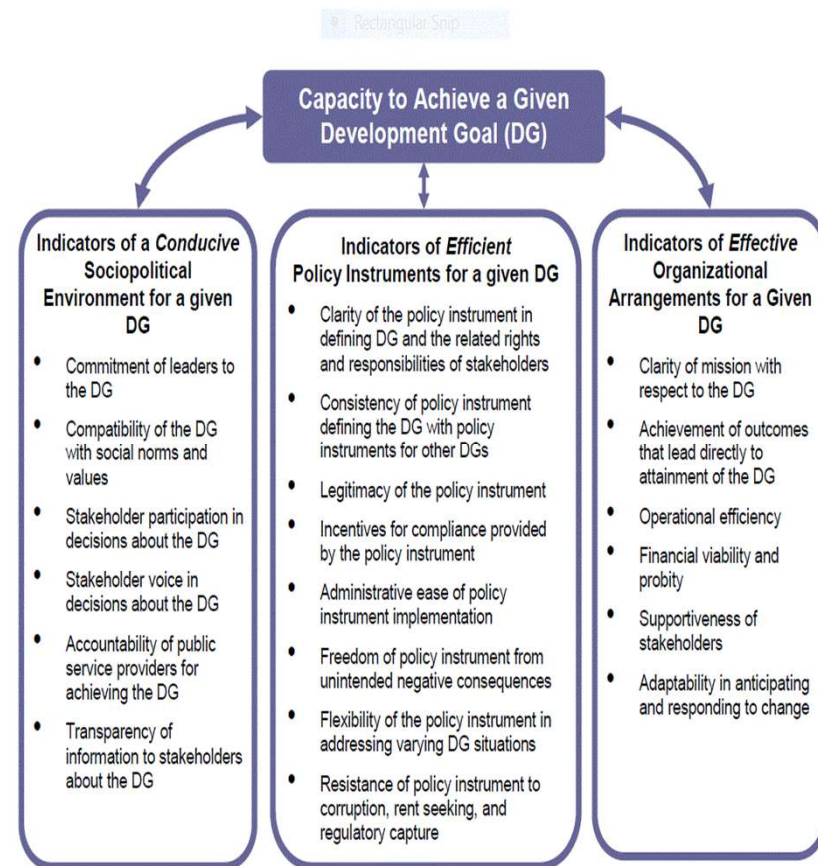 Rectangular Snip
Capacity to Achieve a Given
Development Goal (DG)
Indicators of a Conducive
Sociopolitical
Environment for a given
DG
• Commitment of leaders to
the DG
• Compatibility of the DG
with social norms and
values
• Stakeholder participation in
decisions about the DG
• Stakeholder voice in
decisions about the DG
• Accountability of public
service providers for
achieving the DG
• Transparency of
information to stakeholders
about the DG
Indicators of Efficient
Policy Instruments for a given DG
• Clarity of the policy instrument in
defining DG and the related rights
and responsibilities of stakeholders
• Consistency of policy instrument
defining the DG with policy
instruments for other DGs
• Legitimacy of the policy instrument
• Incentives for compliance provided
by the policy instrument
• Administrative ease of policy
instrument implementation
• Freedom of policy instrument from
unintended negative consequences
• Flexibility of the policy instrument in
addressing varying DG situations
• Resistance of policy instrument to
corruption, rent seeking, and
regulatory capture
Indicators of Effective
Organizational
Arrangements for a Given
DG
• Clarity of mission with
respect to the DG
• Achievement of outcomes
that lead directly to
attainment of the DG
• Operational efficiency
• Financial viability and
probity
• Supportiveness of
stakeholders
• Adaptability in anticipating
and responding to change